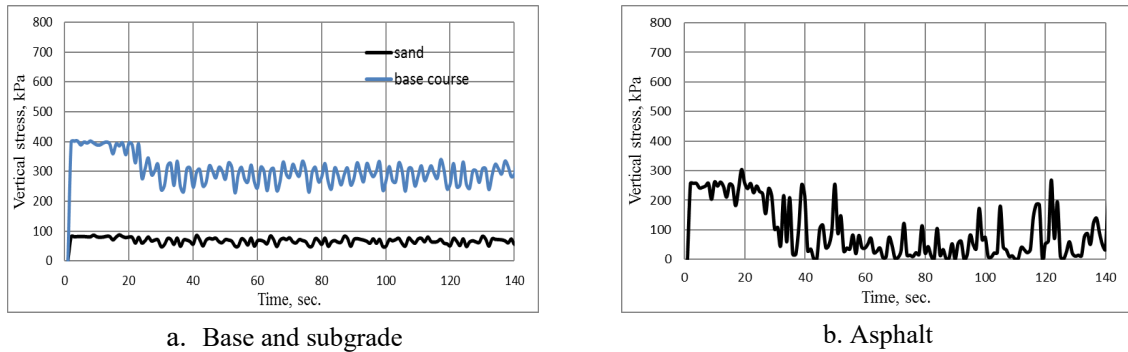 800
700
600
500
400
300
200
100
0
Vertical stress, kPa
sand
base course
0 20 40 60 80 100 120 140
Time, sec.
a. Base and subgrade
800
700
600
500
400
300
200
100
0
Vertical stress, kPa
0 20 40 60 80 100 120 140
Time, sec.
b. Asphalt